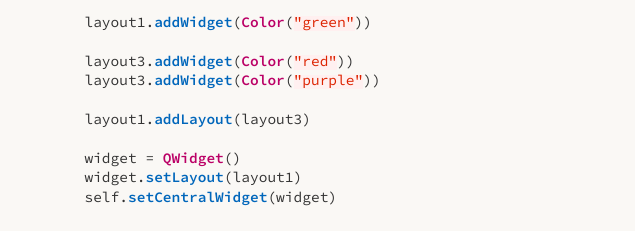 layout1.addWidget(Color("green"))
layout3.addWidget(Color("red"))
layout3.addWidget(Color("purple"))
layout1.addLayout(layout3)
widget = QWidget()
widget.setLayout(layout1)
self.setCentralWidget(widget)